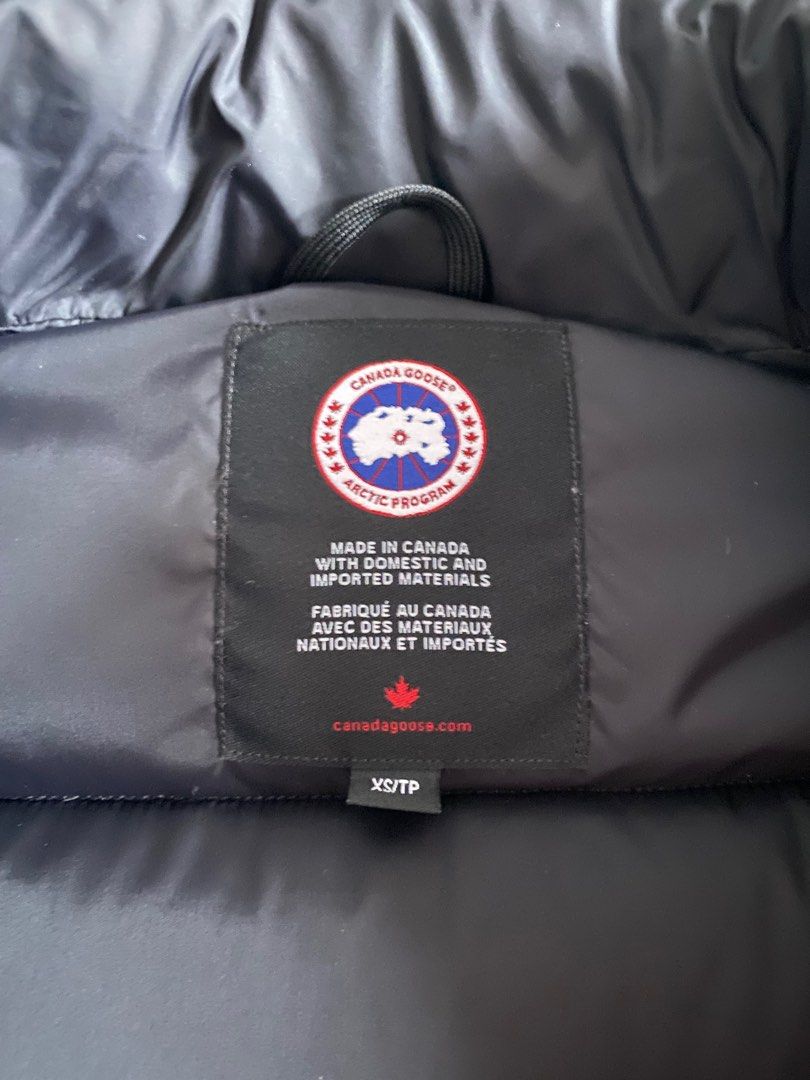 CANADA GOOSE®
ARCTIC PROGRAM
MADE IN CANADA
WITH DOMESTIC AND
IMPORTED MATERIALS
FABRIQUÉ AU CANADA
AVEC DES MATERIAUX
NATIONAUX ET IMPORTÉS
canadagoose.com
XS/TP